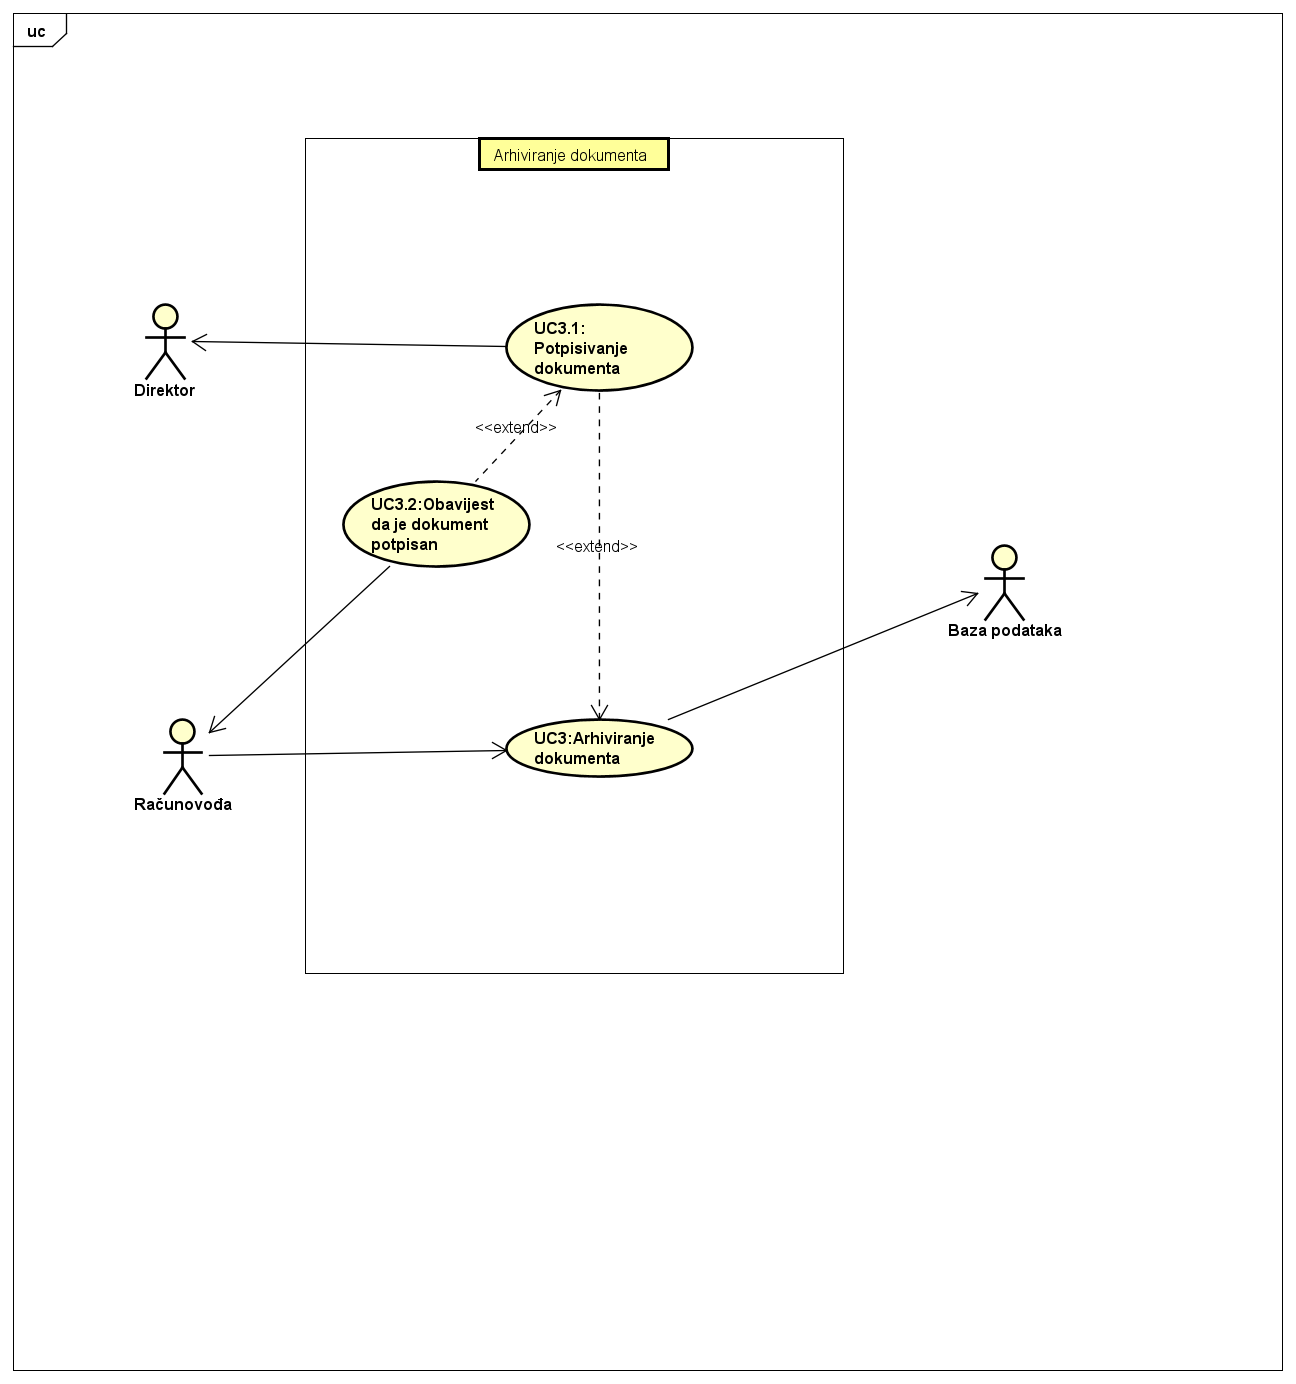 uc
Arhiviranje dokumenta
UC3.1:
Potpisivanje
dokumenta
Direktor
<<extend>>
UC3.2:Obavijest
da je dokument
potpisan
<<extend>>
Baza podataka
UC3:Arhiviranje
dokumenta
Računovođa